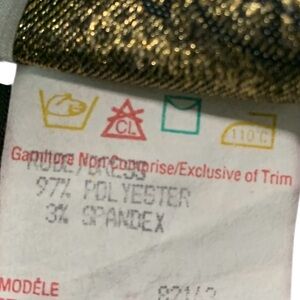 CL
110°C
Garniture Non Comprise/Exclusive of Trim
ROBE/DRESS
97% POLYESTER
3% SPANDEX
MODÈLE